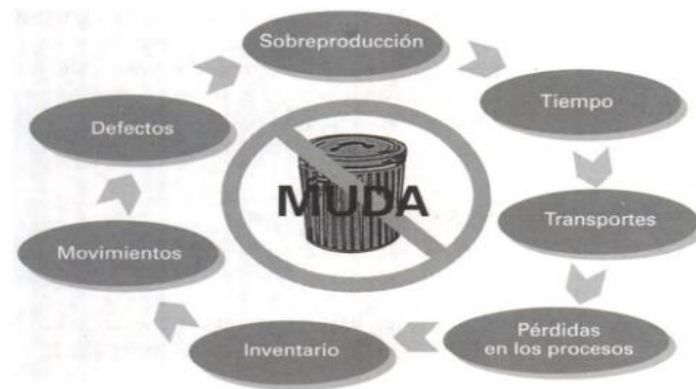 Sobreproducción
Tiempo
Transportes
Pérdidas
en los procesos
Inventario
Movimientos
Defectos
MUDA